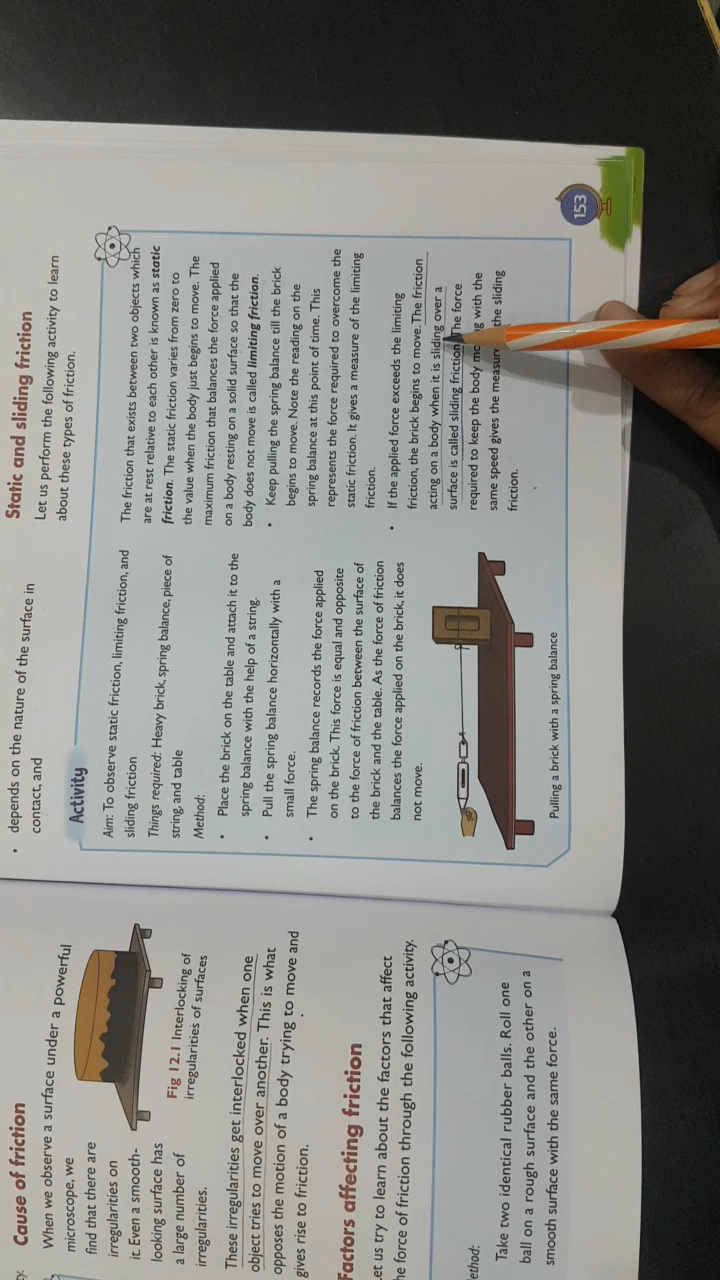 Cause of friction
When we observe a surface under a powerful
microscope, we
find that there are
irregularities on
it. Even a smooth-
looking surface has
a large number of
irregularities.
Fig 12.1 Interlocking of
irregularities of surfaces
These irregularities get interlocked when one
object tries to move over another. This is what
opposes the motion of a body trying to move and
gives rise to friction.
Factors affecting friction
et us try to learn about the factors that affect
he force of friction through the following activity.
ethod:
Take two identical rubber balls. Roll one
ball on a rough surface and the other on a
smooth surface with the same force.
• depends on the nature of the surface in
contact, and
Static and sliding friction
Let us perform the following activity to learn
about these types of friction.
Activity
Aim: To observe static friction, limiting friction, and
sliding friction
Things required: Heavy brick, spring balance, piece of
string, and table
Method:
• Place the brick on the table and attach it to the
spring balance with the help of a string.
• Pull the spring balance horizontally with a
small force.
• The spring balance records the force applied
on the brick. This force is equal and opposite
to the force of friction between the surface of
the brick and the table. As the force of friction
balances the force applied on the brick, it does
not move.
Pulling a brick with a spring balance
The friction that exists between two objects which
are at rest relative to each other is known as static
friction. The static friction varies from zero to
the value when the body just begins to move. The
maximum friction that balances the force applied
on a body resting on a solid surface so that the
body does not move is called limiting friction.
• Keep pulling the spring balance till the brick
begins to move. Note the reading on the
spring balance at this point of time. This
represents the force required to overcome the
static friction. It gives a measure of the limiting
friction.
• If the applied force exceeds the limiting
friction, the brick begins to move. The friction
acting on a body when it is sliding over a
surface is called sliding friction. The force
required to keep the body mo g with the
same speed gives the measur the sliding
friction.
153